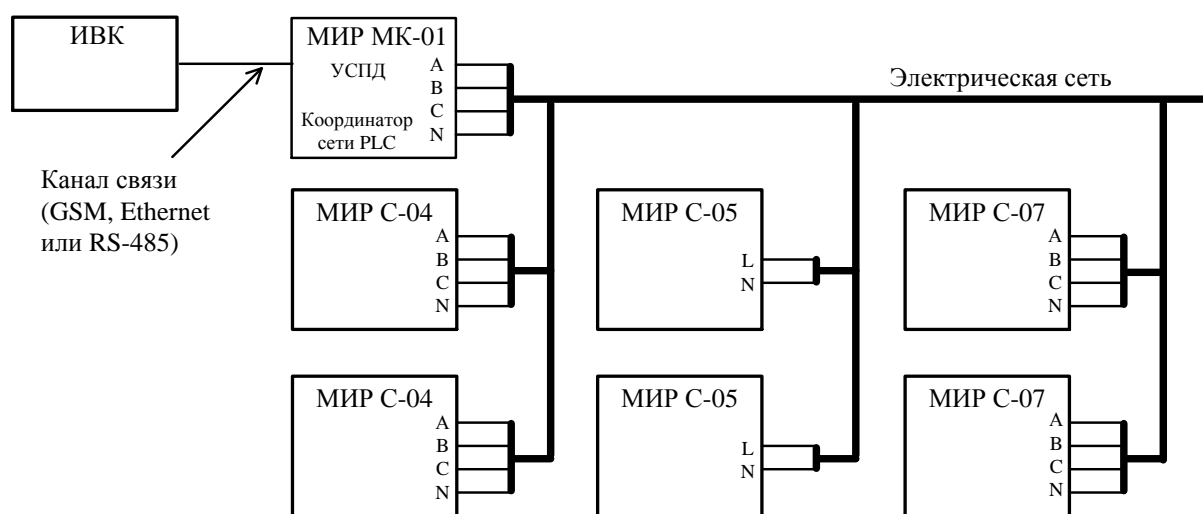 ИВК
МИР МК-01
УСПД
Координатор
сети PLC
A
B
C
N
Электрическая сеть
Канал связи
(GSM, Ethernet
или RS-485)
МИР С-04
A
B
C
N
МИР С-05
L
N
МИР С-07
A
B
C
N
МИР С-04
A
B
C
N
МИР С-05
L
N
МИР С-07
A
B
C
N